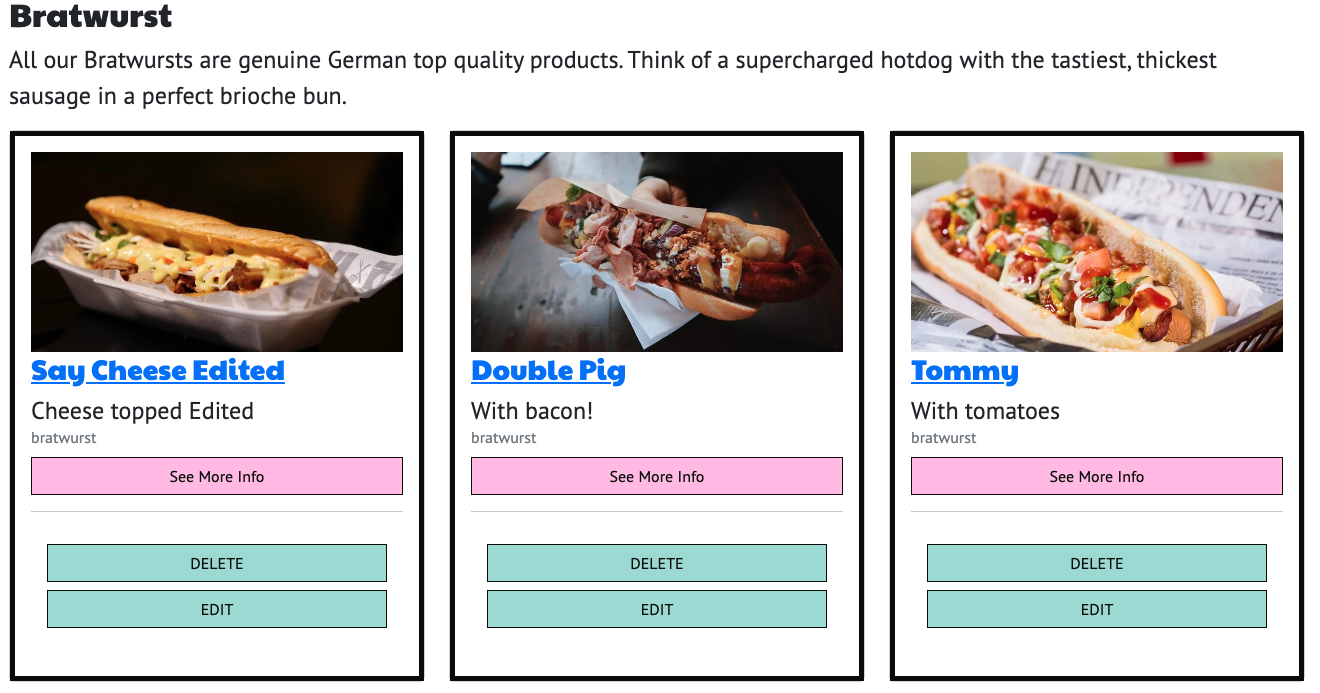 Bratwurst
All our Bratwursts are genuine German top quality products. Think of a supercharged hotdog with the tastiest, thickest
sausage in a perfect brioche bun.
H INDEPENDEN
Say Cheese Edited
Cheese topped Edited
bratwurst
See More Info
DELETE
EDIT
Double Pig
With bacon!
bratwurst
See More Info
DELETE
EDIT
Tommy
With tomatoes
bratwurst
See More Info
DELETE
EDIT